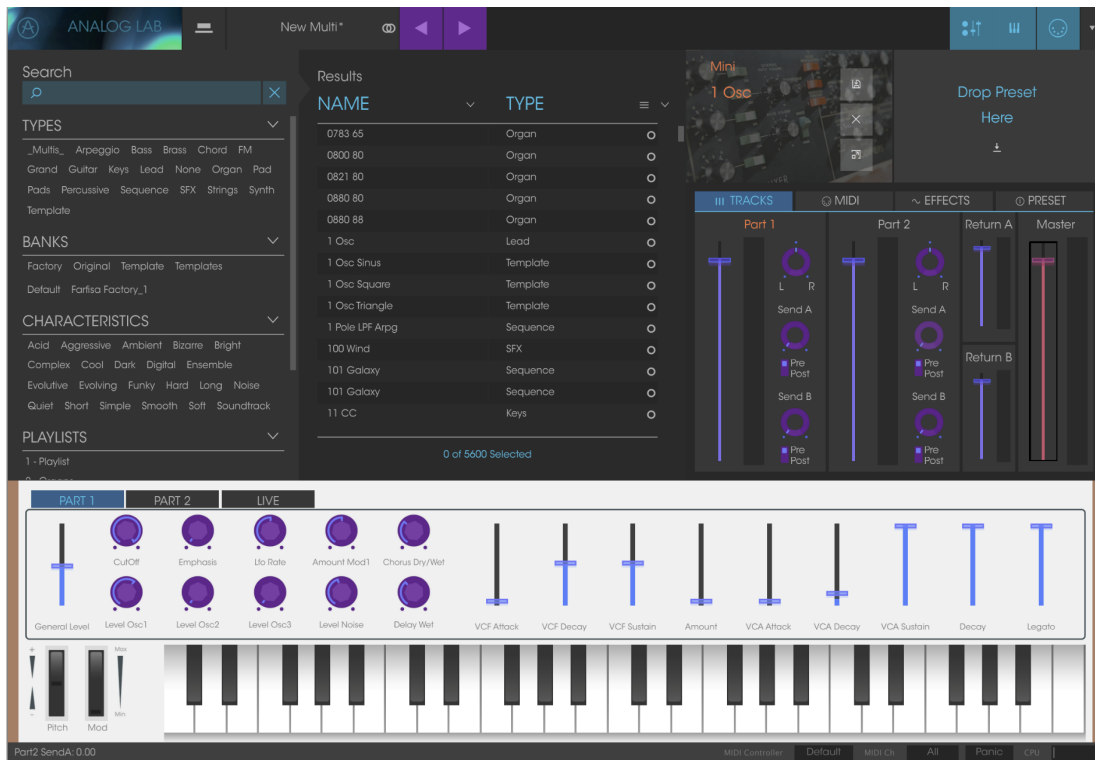 ANALOG LAB
New Multi*
Search
TYPES
_Multis_ Arpeggio Bass Brass Chord FM
Grand Guitar Keys Lead None Organ Pad
Pads Percussive Sequence SFX Strings Synth
Template
BANKS
Factory Original Template Templates
Default Farfisa Factory_1
CHARACTERISTICS
Acid Aggressive Ambient Bizarre Bright
Complex Cool Dark Digital Ensemble
Evolutive Evolving Funky Hard Long Noise
Quiet Short Simple Smooth Soft Soundtrack
PLAYLISTS
1 - Playlist
Results
NAME TYPE
0783 65 Organ
0800 80 Organ
0821 80 Organ
0880 80 Organ
0880 88 Organ
1 Osc Lead
1 Osc Sinus Template
1 Osc Square Template
1 Osc Triangle Template
1 Pole LPF Arpg Sequence
100 Wind SFX
101 Galaxy Sequence
101 Galaxy Sequence
11 CC Keys
0 of 5600 Selected
Mini
1 Osc
Drop Preset
Here
TRACKS MIDI EFFECTS PRESET
Part 1 Part 2 Return A Master
L R L R
Send A Send A
Pre Pre
Post Post
Return B
Send B Send B
Pre Pre
Post Post
PART 1 PART 2 LIVE
CutOff Emphasis Lfo Rate Amount Mod1 Chorus Dry/Wet
General Level Level Osc1 Level Osc2 Level Osc3 Level Noise Delay Wet VCF Attack VCF Decay VCF Sustain Amount VCA Attack VCA Decay VCA Sustain Decay Legato
+ Max
- Min
Pitch Mod
Part2 SendA: 0.00
MIDI Controller Default MIDI Ch All Panic CPU